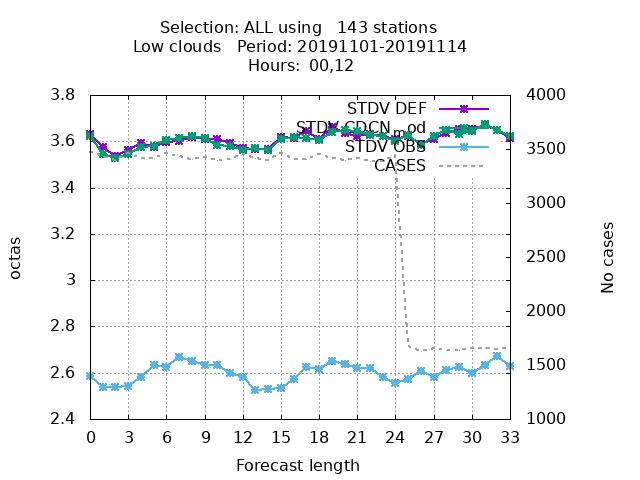 Selection: ALL using 143 stations
Low clouds Period: 20191101-20191114
Hours: 00,12
3.8
3.6
3.4
3.2
3
2.8
2.6
2.4
octas
4000
3500
3000
2500
2000
1500
1000
No cases
STDV DEF
STDV CDCN_mod
STDV OBS
CASES
0 3 6 9 12 15 18 21 24 27 30 33
Forecast length